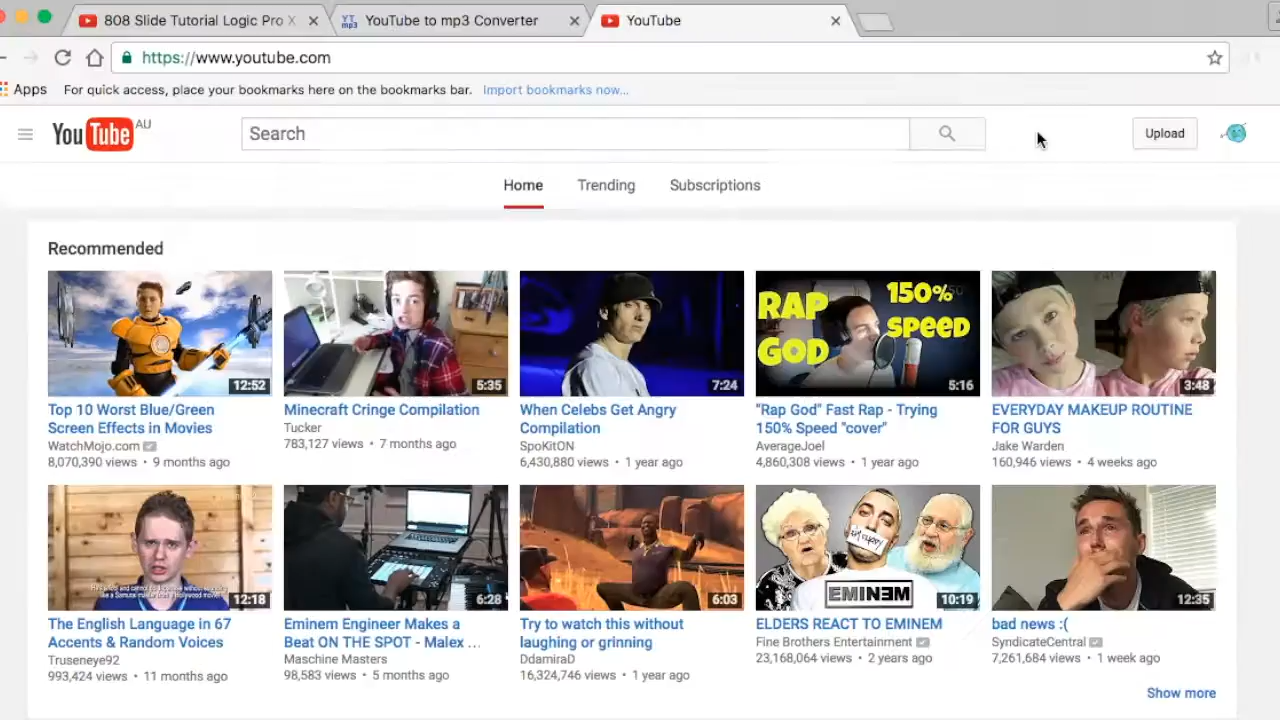 808 Slide Tutorial Logic Pro X
YT mp3
YouTube to mp3 Converter
YouTube
https://www.youtube.com
Apps
For quick access, place your bookmarks here on the bookmarks bar.
Import bookmarks now...
YouTube AU
Search
Upload
Home
Trending
Subscriptions
Recommended
12:52
5:35
7:24
RAP GOD
150% SPEED
5:16
3:48
Top 10 Worst Blue/Green
Screen Effects in Movies
WatchMojo.com
8,070,390 views • 9 months ago
Minecraft Cringe Compilation
Tucker
783,127 views • 7 months ago
When Celebs Get Angry
Compilation
SpoKitON
6,430,880 views • 1 year ago
"Rap God" Fast Rap - Trying
150% Speed "cover"
AverageJoel
4,860,308 views • 1 year ago
EVERYDAY MAKEUP ROUTINE
FOR GUYS
Jake Warden
160,946 views • 4 weeks ago
12:18
6:28
6:03
EMINEM
10:19
12:35
The English Language in 67
Accents & Random Voices
Truseneye92
993,424 views • 11 months ago
Eminem Engineer Makes a
Beat ON THE SPOT - Malex ...
Maschine Masters
98,583 views • 5 months ago
Try to watch this without
laughing or grinning
DdamiraD
16,324,746 views • 1 year ago
ELDERS REACT TO EMINEM
Fine Brothers Entertainment
23,168,064 views • 2 years ago
bad news :(
SyndicateCentral
7,261,684 views • 1 week ago
Show more